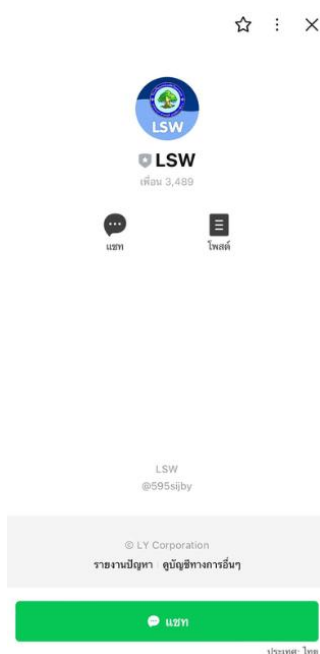 LSW
LSW
เพื่อน 3,489
แชท
โพสต์
LSW
@595sijby
© LY Corporation
รายงานปัญหา | ดูบัญชีทางการอื่นๆ
แชท
ประเทศ: ไทย